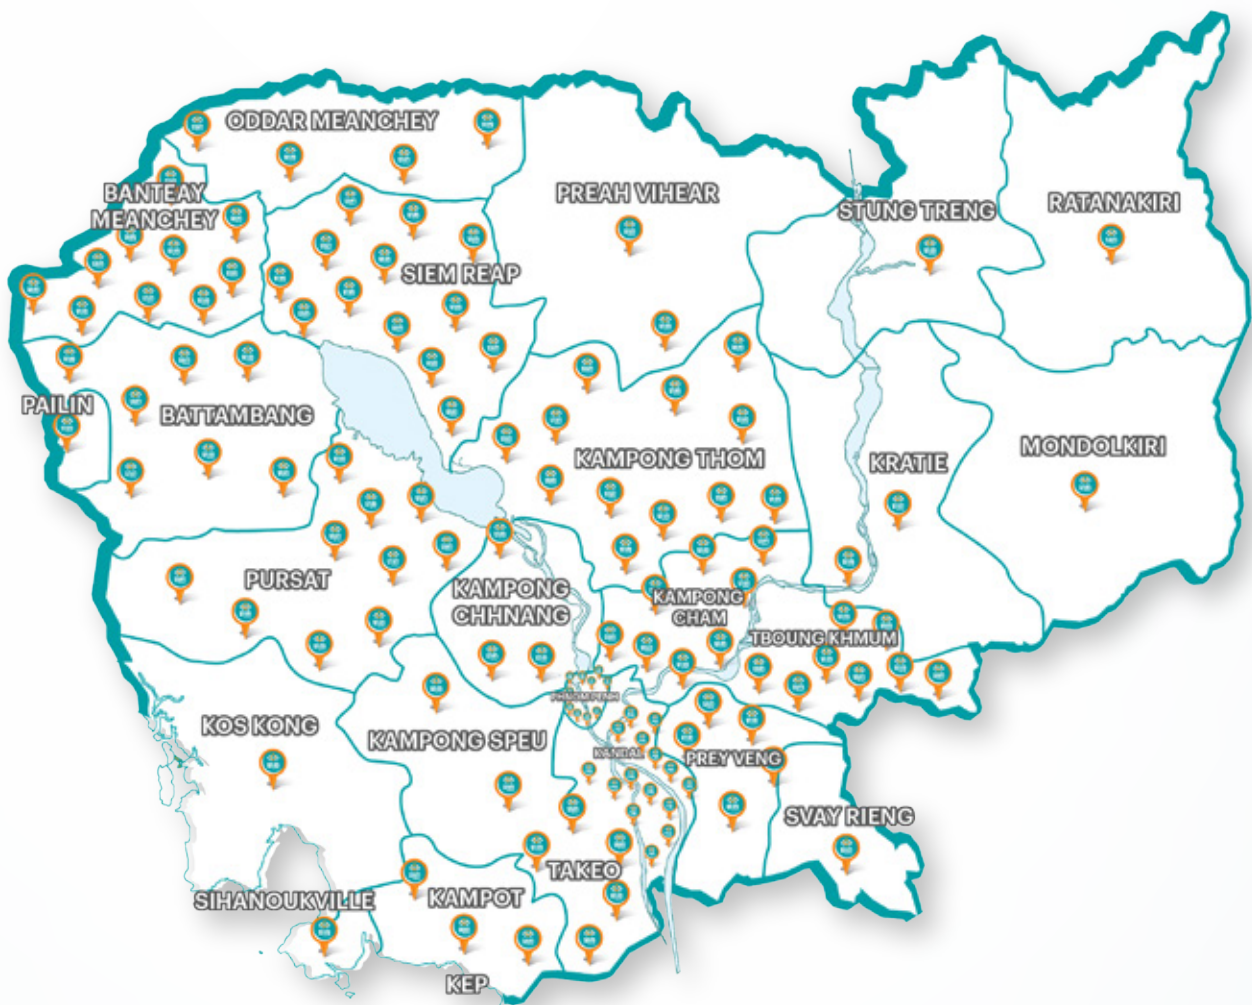 ODDAR MEANCHEY
BANTEAY
MEANCHEY
PREAH VIHEAR
STUNG TRENG
RATANAKIRI
SIEM REAP
PAILIN
BATTAMBANG
KAMPONG THOM
KRATIE
MONDOLKIRI
PURSAT
KAMPONG
CHHNANG
KAMPONG
CHAM
TBOUNG KHMUM
PHNOM PENH
KOS KONG
KAMPONG SPEU
KANDAL
PREY VENG
SVAY RIENG
TAKEO
SIHANOUKVILLE
KAMPOT
KEP